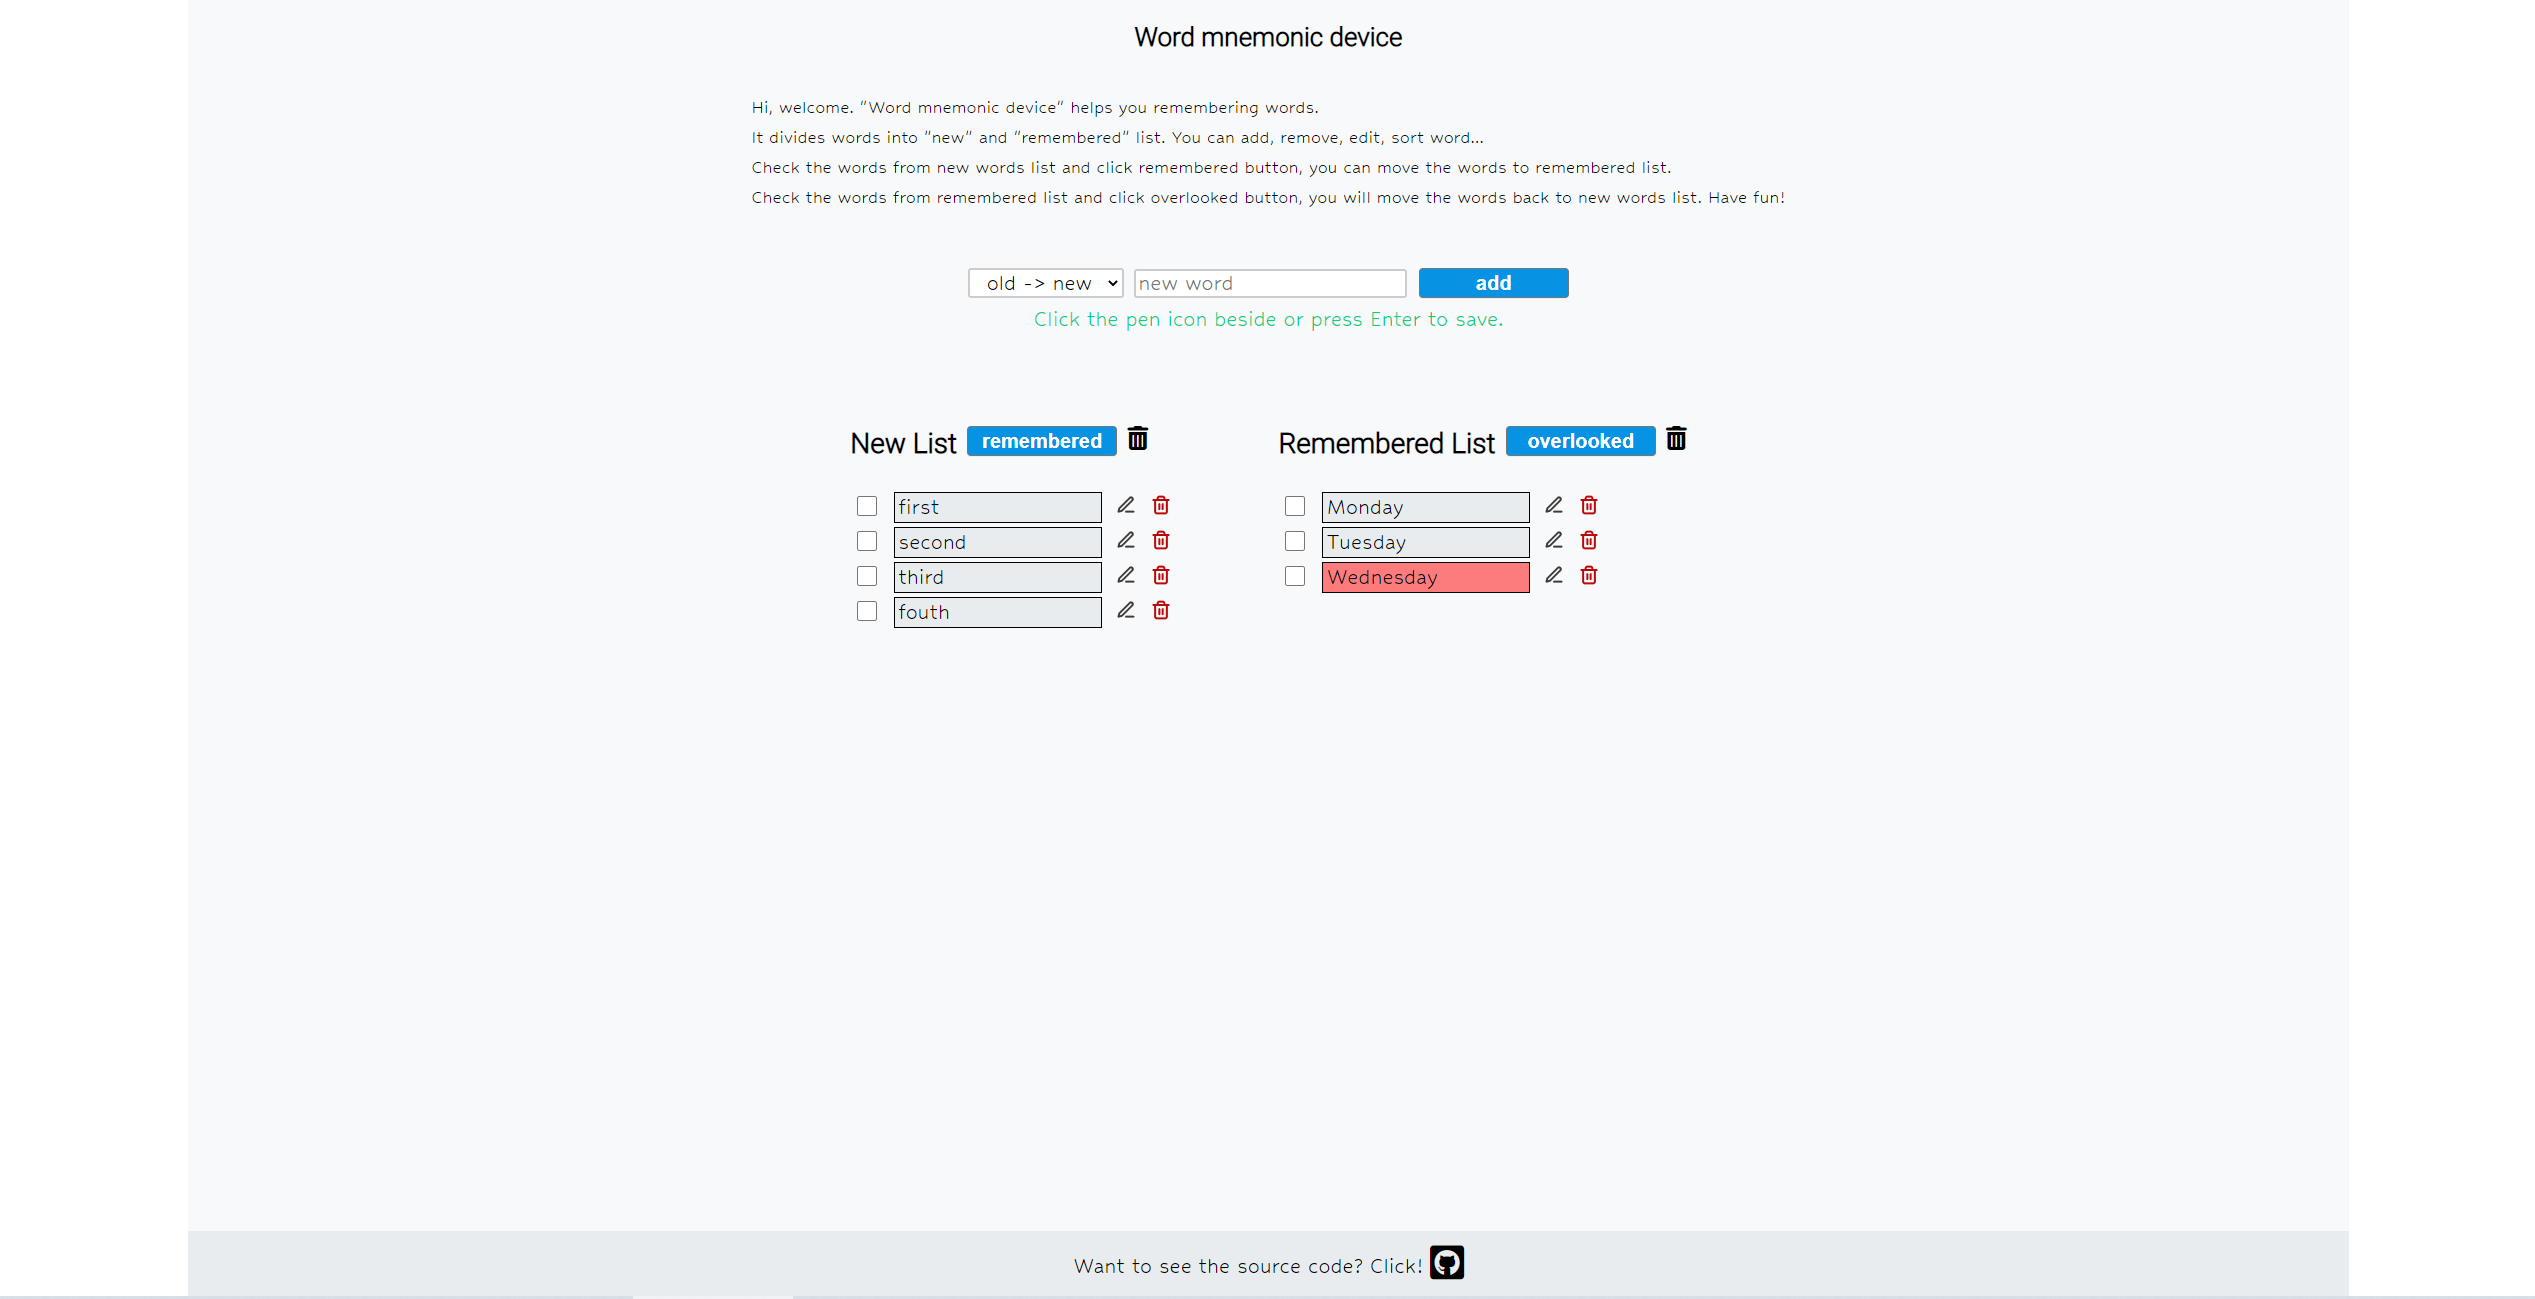 Word mnemonic device
Hi, welcome. "Word mnemonic device" helps you remembering words.
It divides words into "new" and "remembered" list. You can add, remove, edit, sort word...
Check the words from new words list and click remembered button, you can move the words to remembered list.
Check the words from remembered list and click overlooked button, you will move the words back to new words list. Have fun!
old -> new new word add
Click the pen icon beside or press Enter to save.
New List remembered
first
second
third
fouth
Remembered List overlooked
Monday
Tuesday
Wednesday
Want to see the source code? Click!